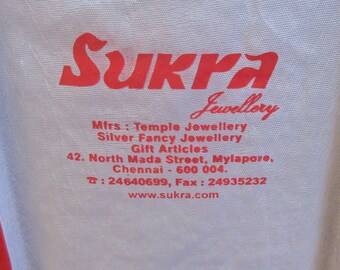 Sukra
Jewellery
Mfrs : Temple Jewellery
Silver Fancy Jewellery
Gift Articles
42. North Mada Street, Mylapore,
Chennai - 600 004.
☎ : 24640699, Fax : 24935232
www.sukra.com